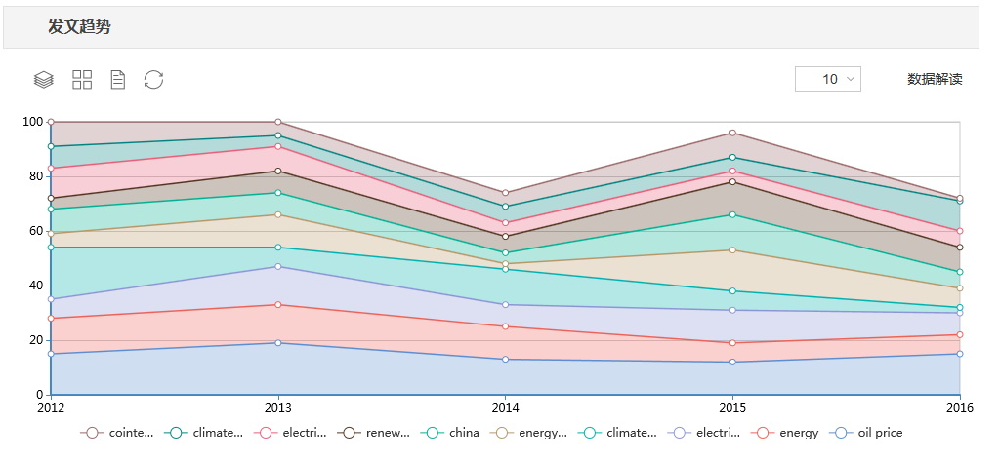 发文趋势
10
数据解读
100
80
60
40
20
0
2012 2013 2014 2015 2016
cointe... climate... electri... renew... china energy... climate... electri... energy oil price